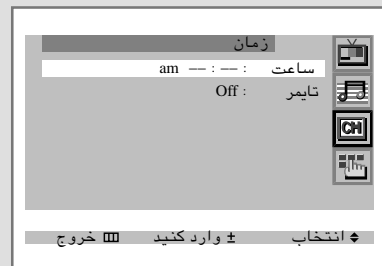 زمان
ساعت : –– : –– am
تایمر : Off
CH
انتخاب ± وارد کنید خروج